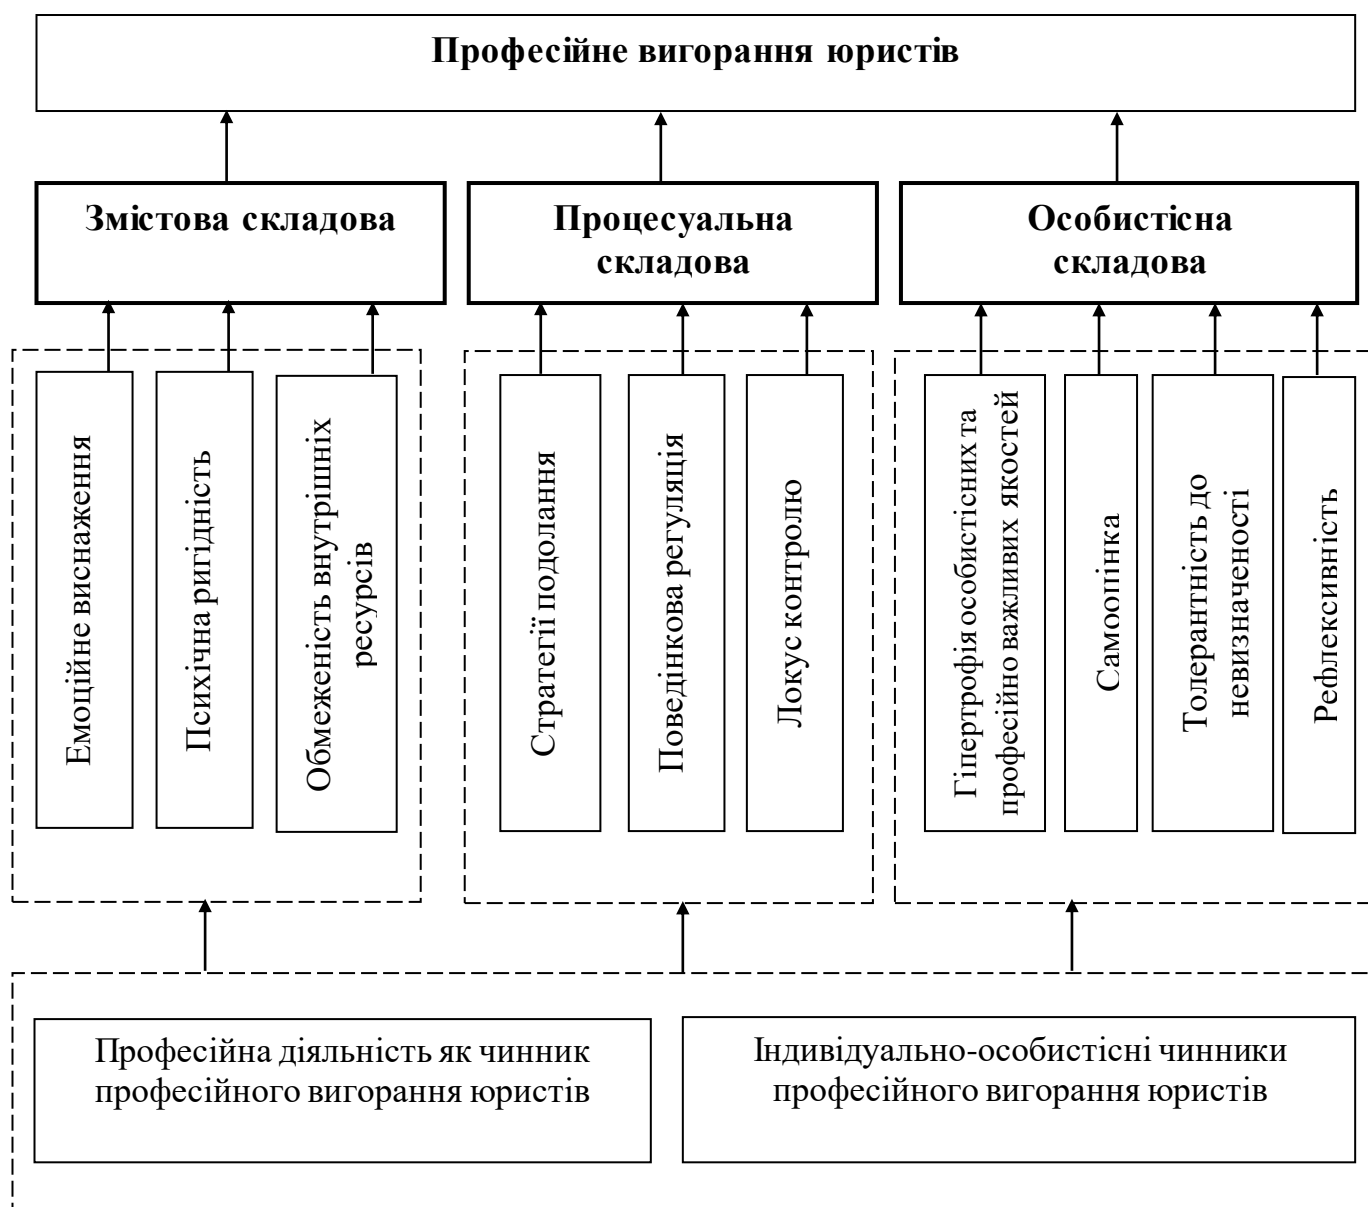 Професійне вигорання юристів
Змістова складова
Процесуальна
складова
Особистісна
складова
Емоційне виснаження
Психічна ригідність
Обмеженість внутрішніх
ресурсів
Стратегії подолання
Поведінкова регуляція
Локус контролю
Гіпертрофія особистісних та
професійно важливих якостей
Самоопінка
Толерантність до
невизначеності
Рефлексивність
Професійна діяльність як чинник
професійного вигорання юристів
Індивідуально-особистісні чинники
професійного вигорання юристів